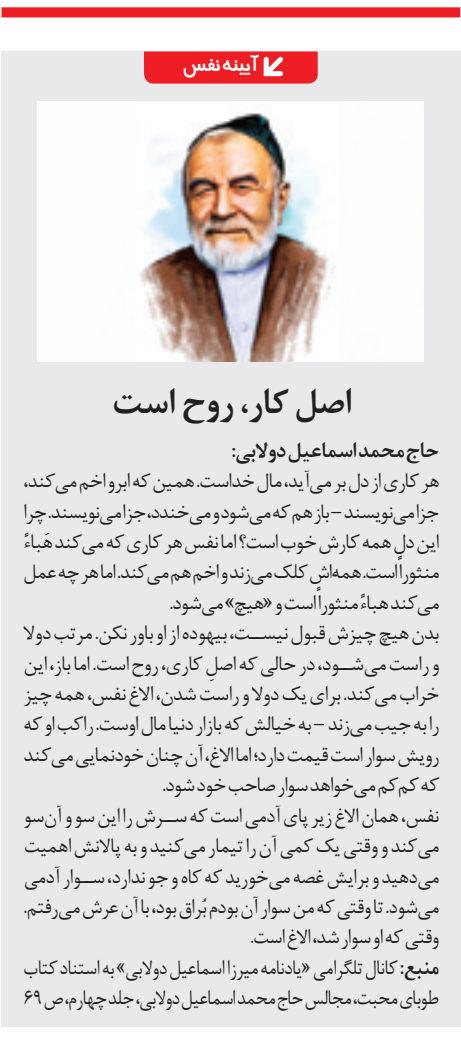 آیینه نفس
اصل کار، روح است
حاج محمد اسماعیل دولابی:
هر کاری از دل بر می‌آید، مال خداست. همین که ابرو اخم می‌کند،
جزا می‌نویسند – باز هم که می‌شود و می‌خندد، جزا می‌نویسند. چرا
این دل همه کارش خوب است؟ اما نفس هر کاری که می‌کند هَباءً
منثوراً است. همه‌اش کلک می‌زند و اخم هم می‌کند. اما هر چه عمل
می‌کند هباءً منثوراً است و «هیچ» می‌شود.
بدن هیچ چیزش قبول نیست، بیهوده از او باور نکن. مرتب دولا
و راست می‌شود، در حالی که اصلِ کاری، روح است. اما باز، این
خراب می‌کند. برای یک دولا و راست شدن، الاغ نفس، همه چیز
را به جیب می‌زند – به خیالش که بازار دنیا مال اوست. راکب او که
رویش سوار است قیمت دارد؛ اما الاغ، آن چنان خودنمایی می‌کند
که کم کم می‌خواهد سوار صاحب خود شود.
نفس، همان الاغ زیر پای آدمی است که سرش را این سو و آن سو
می‌کند و وقتی یک کمی آن را تیمار می‌کنید و به پالانش اهمیت
می‌دهید و برایش غصه می‌خورید که کاه و جو ندارد، سوار آدمی
می‌شود. تا وقتی که من سوار آن بودم بُراق بود، با آن عرش می‌رفتم.
وقتی که او سوار شد، الاغ است.
منبع: کانال تلگرامی «یادنامه میرزا اسماعیل دولابی» به استناد کتاب
طوبای محبت، مجالس حاج محمد اسماعیل دولابی، جلد چهارم، ص ۶۹